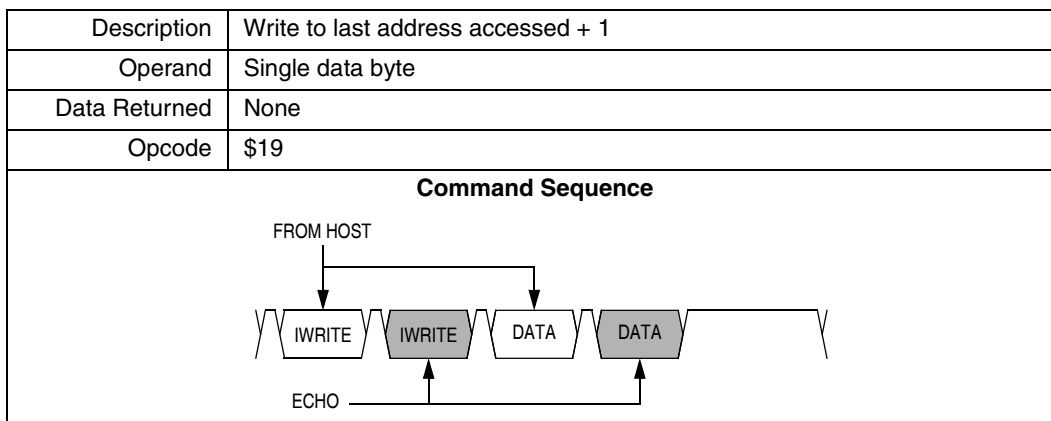 Description Write to last address accessed + 1
Operand Single data byte
Data Returned None
Opcode $19
Command Sequence
FROM HOST
IWRITE IWRITE DATA DATA
ECHO